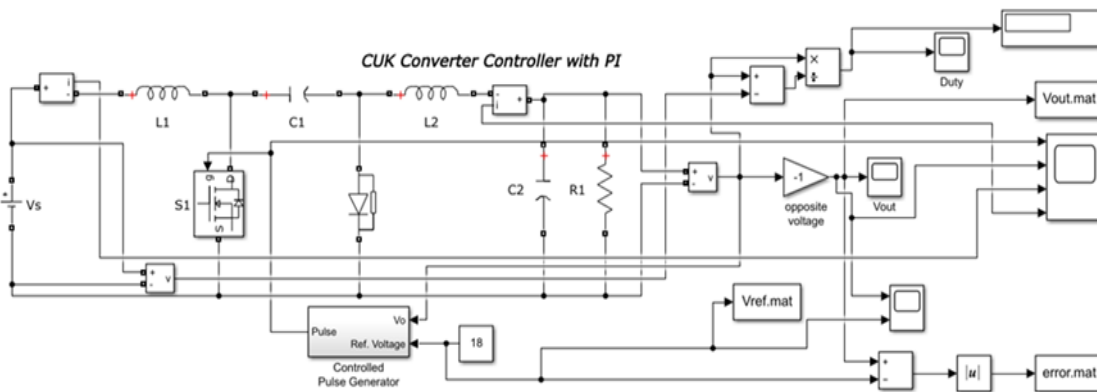 CUK Converter Controller with PI
Duty
Vout.mat
i
+
-
L1
C1
L2
-
i
+
+
-
×
÷
g
D
S
S1
Vs
+
C2
R1
+
-
v
-1
opposite
voltage
Vout
+
-
v
Pulse
Vo
Ref. Voltage
Controlled
Pulse Generator
18
Vref.mat
+
-
|u|
error.mat